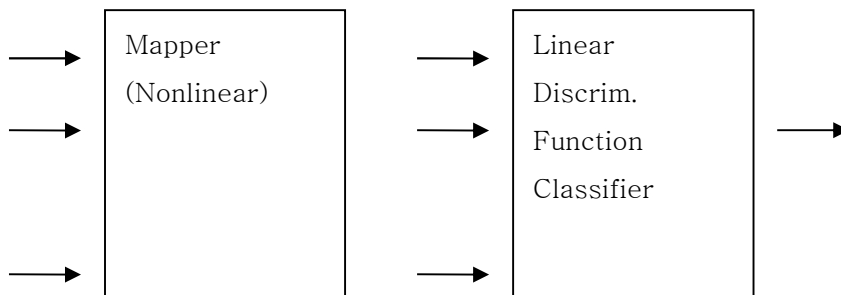 Mapper
(Nonlinear)
Linear
Discrim.
Function
Classifier